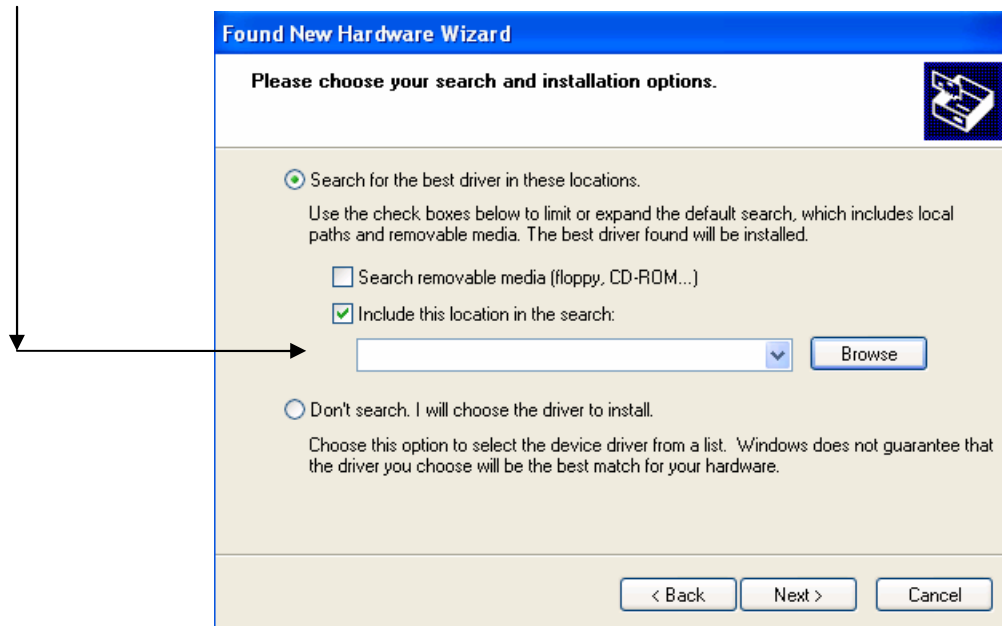 Found New Hardware Wizard
Please choose your search and installation options.
Search for the best driver in these locations.
Use the check boxes below to limit or expand the default search, which includes local
paths and removable media. The best driver found will be installed.
Search removable media (floppy, CD-ROM...)
Include this location in the search:
Browse
Don't search. I will choose the driver to install.
Choose this option to select the device driver from a list. Windows does not guarantee that
the driver you choose will be the best match for your hardware.
< Back Next > Cancel